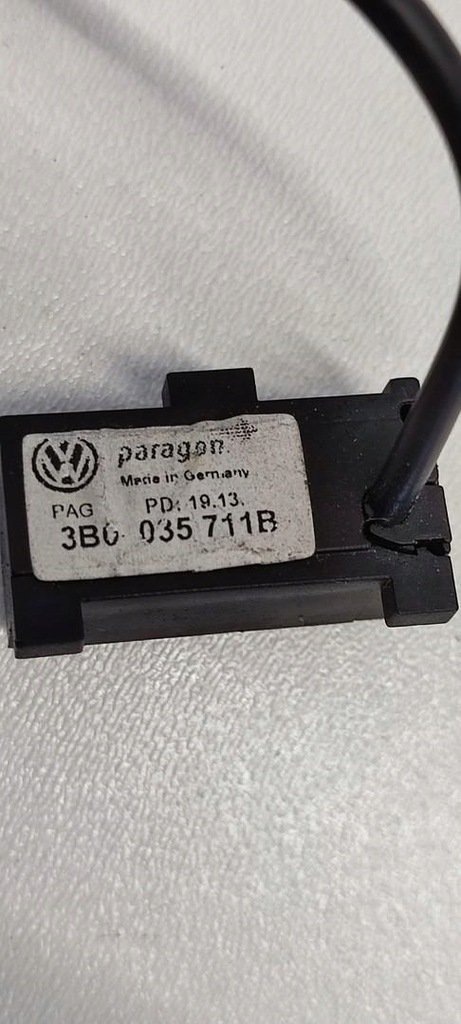 paragon
Made in Germany
PAG PD: 19.13.
3B0 035 711B